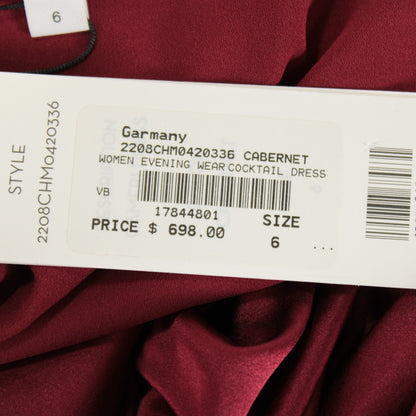 6
STYLE
2208CHM0420336
Garmany
2208CHM0420336 CABERNET
WOMEN EVENING WEAR COCKTAIL DRESS
VB
17844801
SIZE
PRICE $ 698.00
6
...